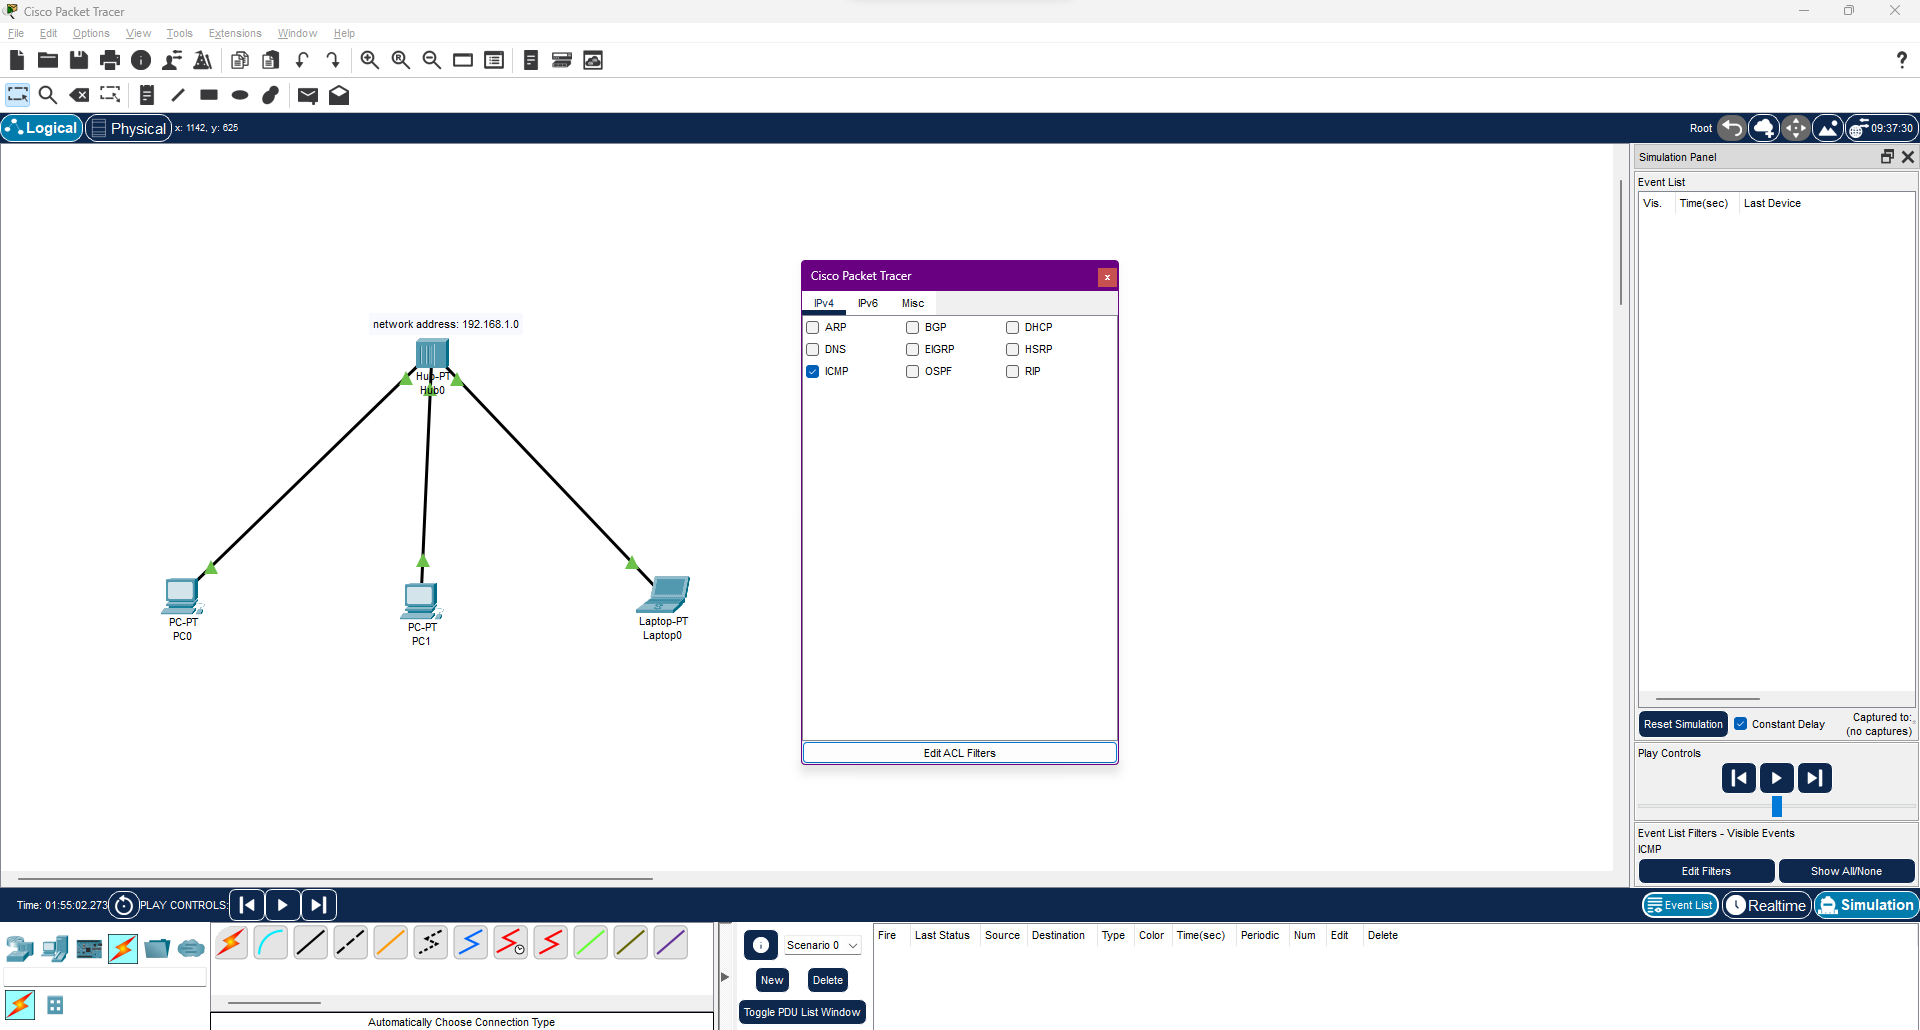 Cisco Packet Tracer
File Edit Options View Tools Extensions Window Help
?
Logical Physical x: 1142, y: 625 Root 09:37:30
Simulation Panel
Event List
Vis. Time(sec) Last Device
Cisco Packet Tracer x
IPv4 IPv6 Misc
ARP BGP DHCP
DNS EIGRP HSRP
ICMP OSPF RIP
Edit ACL Filters
network address: 192.168.1.0
Hub-PT
Hub0
PC-PT
PC0
PC-PT
PC1
Laptop-PT
Laptop0
Reset Simulation Constant Delay Captured to:
(no captures)
Play Controls
Event List Filters - Visible Events
ICMP
Edit Filters Show All/None
Time: 01:55:02.273 PLAY CONTROLS: Event List Realtime Simulation
Scenario 0
New Delete
Toggle PDU List Window
Fire Last Status Source Destination Type Color Time(sec) Periodic Num Edit Delete
Automatically Choose Connection Type